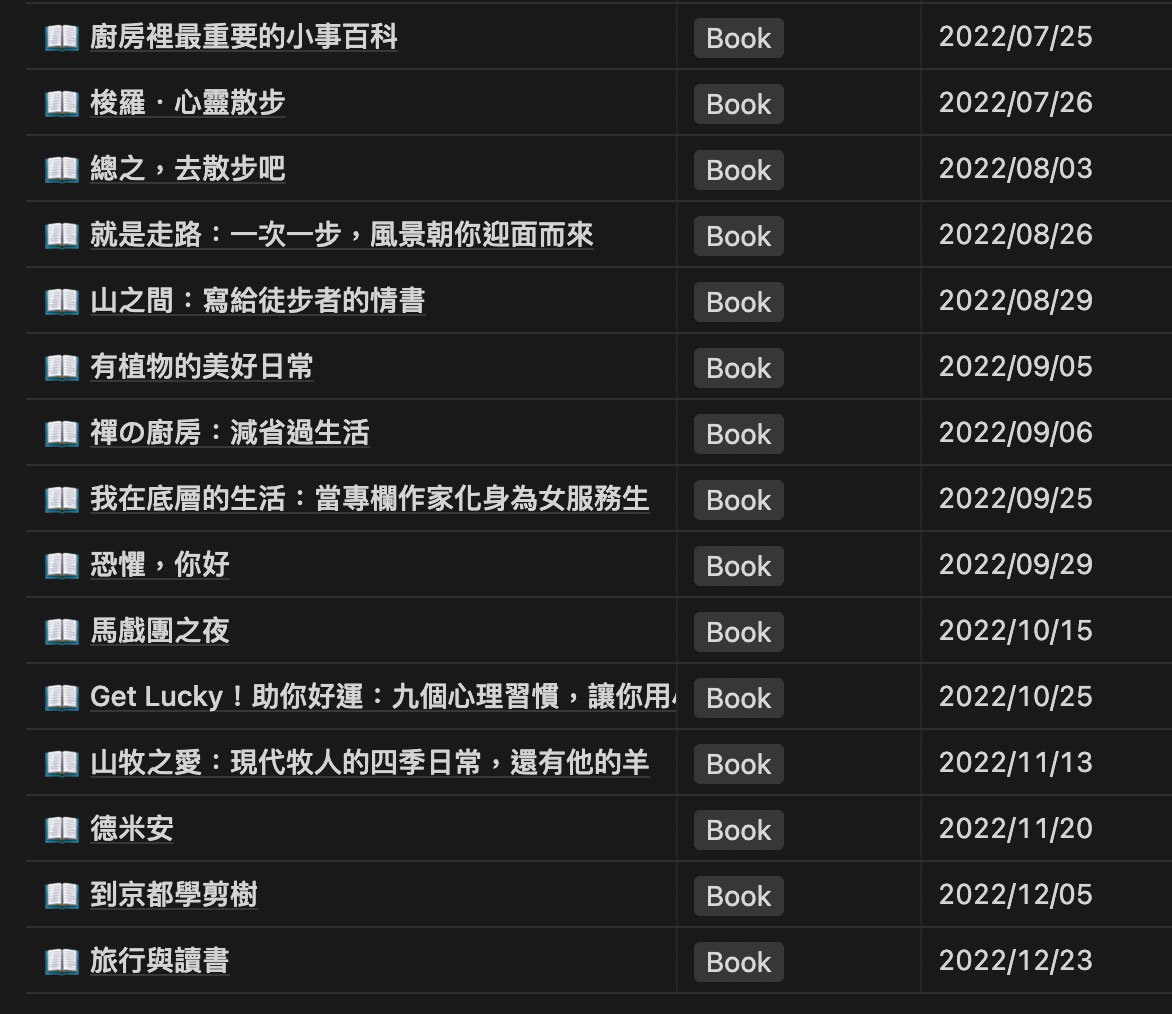 廚房裡最重要的小事百科 Book 2022/07/25
梭羅．心靈散步 Book 2022/07/26
總之，去散步吧 Book 2022/08/03
就是走路：一次一步，風景朝你迎面而來 Book 2022/08/26
山之間：寫給徒步者的情書 Book 2022/08/29
有植物的美好日常 Book 2022/09/05
禪の廚房：減省過生活 Book 2022/09/06
我在底層的生活：當專欄作家化身為女服務生 Book 2022/09/25
恐懼，你好 Book 2022/09/29
馬戲團之夜 Book 2022/10/15
Get Lucky！助你好運：九個心理習慣，讓你用 Book 2022/10/25
山牧之愛：現代牧人的四季日常，還有他的羊 Book 2022/11/13
德米安 Book 2022/11/20
到京都學剪樹 Book 2022/12/05
旅行與讀書 Book 2022/12/23